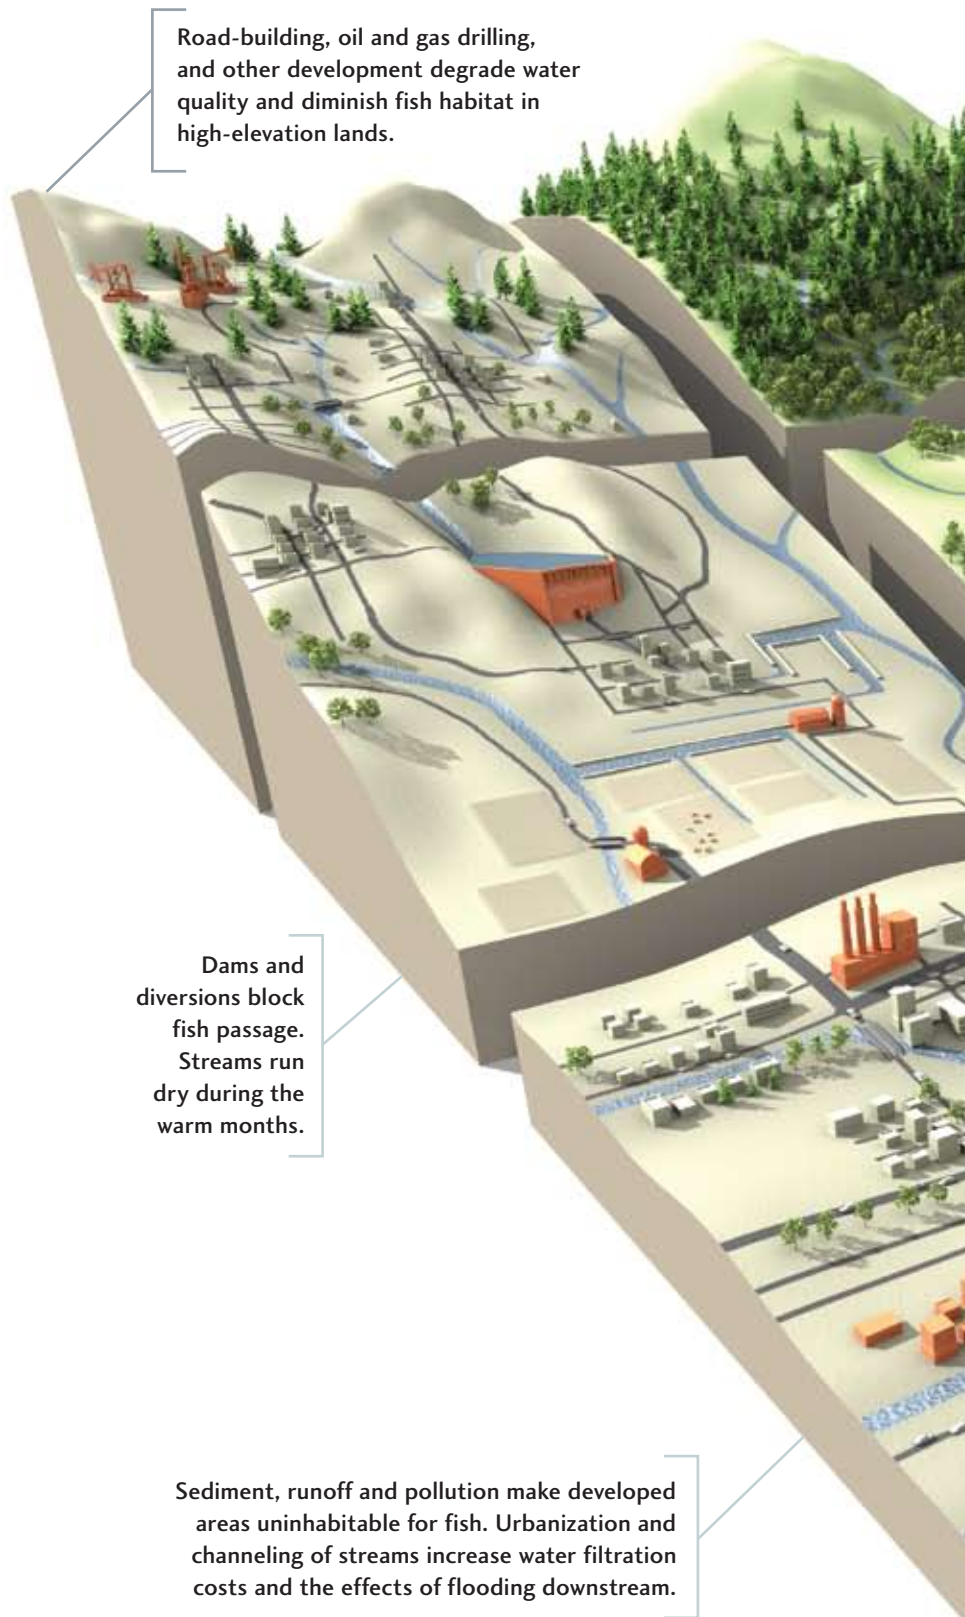 Road-building, oil and gas drilling,
and other development degrade water
quality and diminish fish habitat in
high-elevation lands.
Dams and
diversions block
fish passage.
Streams run
dry during the
warm months.
Sediment, runoff and pollution make developed
areas uninhabitable for fish. Urbanization and
channeling of streams increase water filtration
costs and the effects of flooding downstream.